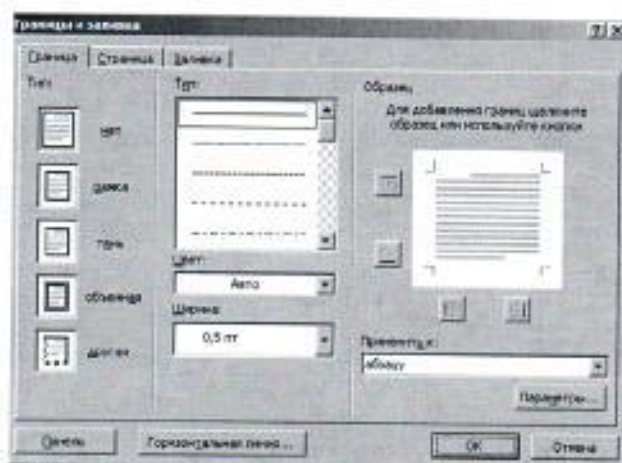 Границы и заливка
Граница Страница Заливка
Тип:
нет
рамка
тень
объемная
другая
Тип:
Цвет:
Авто
Ширина:
0,5 пт
Образец
Для добавления границ щелкните
образец или используйте кнопки
Применить к:
абзацу
Параметры...
Панель
Горизонтальная линия...
ОК
Отмена